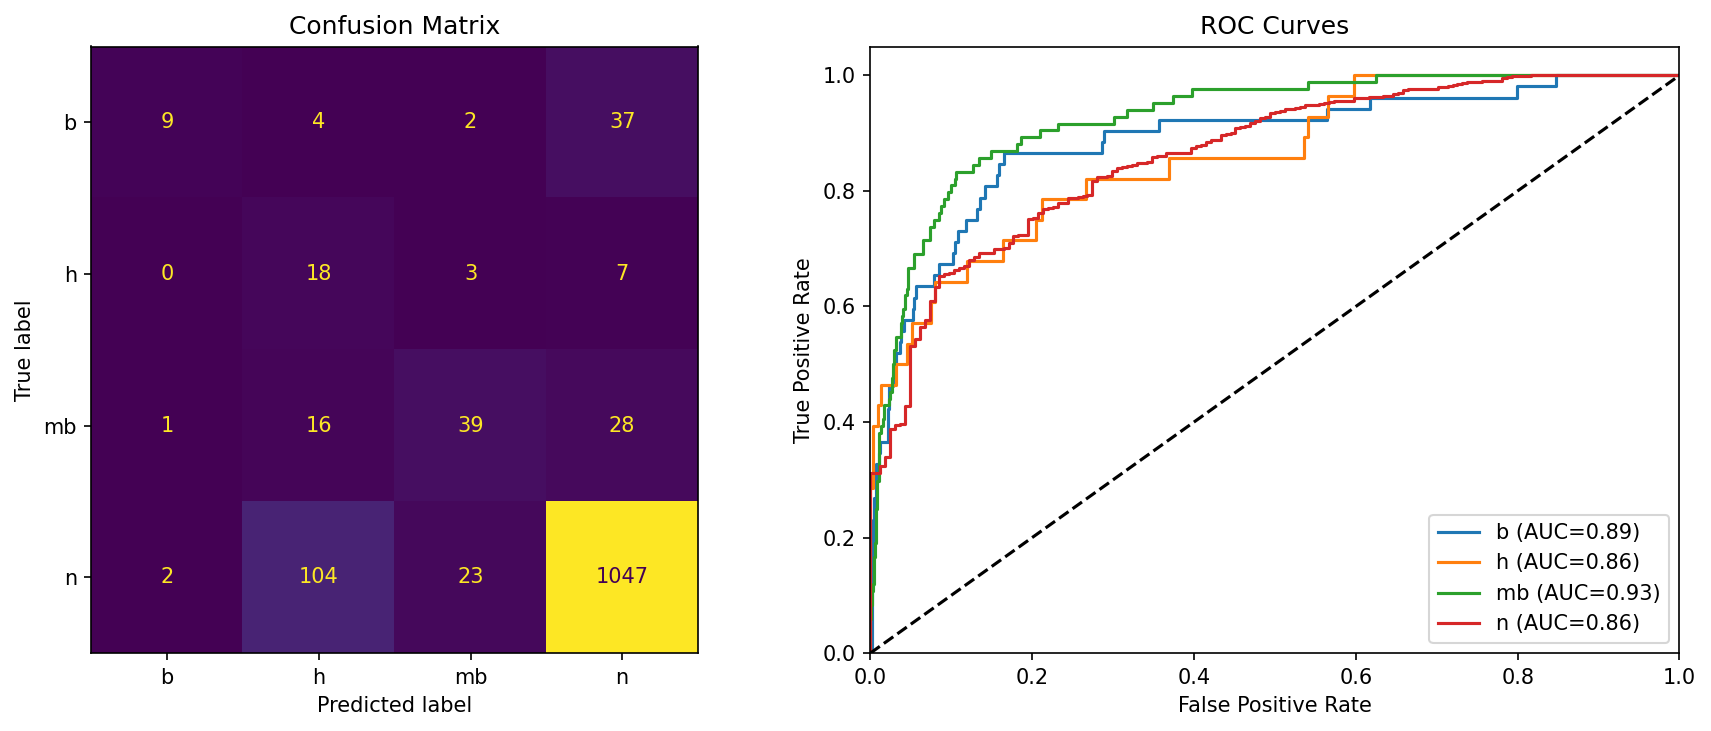 Confusion Matrix
True label
b
9 4 2 37
h
0 18 3 7
mb
1 16 39 28
n
2 104 23 1047
b h mb n
Predicted label
ROC Curves
True Positive Rate
1.0
0.8
0.6
0.4
0.2
0.0
b (AUC=0.89)
h (AUC=0.86)
mb (AUC=0.93)
n (AUC=0.86)
0.0 0.2 0.4 0.6 0.8 1.0
False Positive Rate